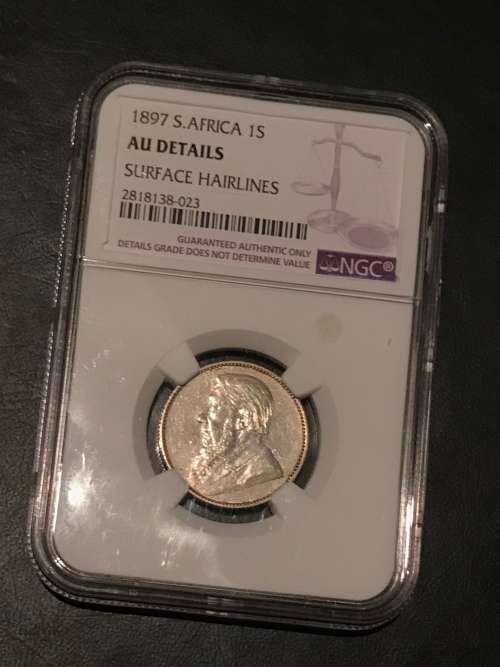 1897 S.AFRICA 1S
AU DETAILS
SURFACE HAIRLINES
2818138-023
GUARANTEED AUTHENTIC ONLY
DETAILS GRADE DOES NOT DETERMINE VALUE
NGC®